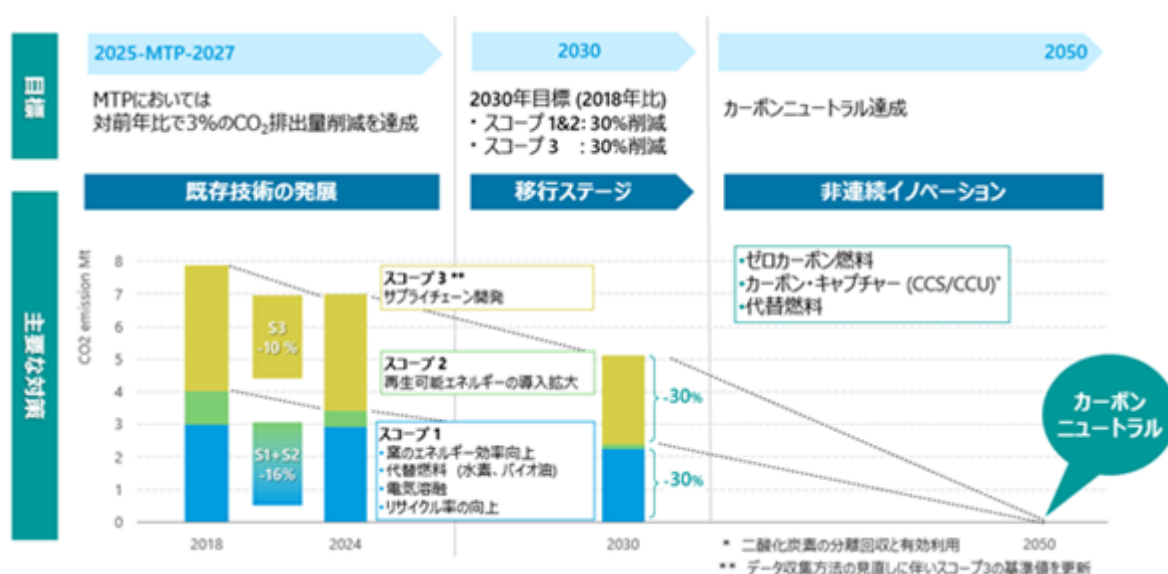 目標
2025-MTP-2027
2030
2050
MTPにおいては
対前年比で3%のCO₂排出量削減を達成
2030年目標 (2018年比)
・スコープ 1&2: 30%削減
・スコープ 3 : 30%削減
カーボンニュートラル達成
主要な対策
既存技術の発展
移行ステージ
非連続イノベーション
CO2 emission Mt
8
7
6
5
4
3
2
1
0
S3
-10 %
S1+S2
-16%
スコープ 3 **
サプライチェーン開発
スコープ 2
再生可能エネルギーの導入拡大
スコープ 1
・窯のエネルギー効率向上
・代替燃料 (水素、バイオ油)
・電気溶融
・リサイクル率の向上
-30%
-30%
・ゼロカーボン燃料
・カーボン・キャプチャー (CCS/CCU)*
・代替燃料
カーボン
ニュートラル
2018
2024
2030
2050
* 二酸化炭素の分離回収と有効利用
** データ収集方法の見直しに伴いスコープ3の基準値を更新